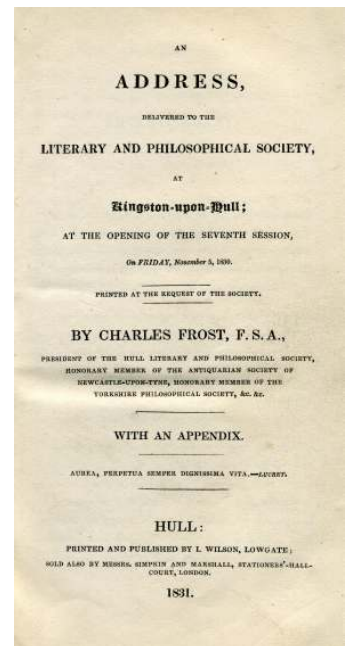 AN
ADDRESS,
DELIVERED TO THE
LITERARY AND PHILOSOPHICAL SOCIETY,
AT
Kingston-upon-Hull;
AT THE OPENING OF THE SEVENTH SESSION,
On FRIDAY, November 5, 1830.
PRINTED AT THE REQUEST OF THE SOCIETY.
BY CHARLES FROST, F.S.A.,
PRESIDENT OF THE HULL LITERARY AND PHILOSOPHICAL SOCIETY,
HONORARY MEMBER OF THE ANTIQUARIAN SOCIETY OF
NEWCASTLE-UPON-TYNE, HONORARY MEMBER OF THE
YORKSHIRE PHILOSOPHICAL SOCIETY, &c. &c.
WITH AN APPENDIX.
AUREA, PERPETUA SEMPER DIGNISSIMA VITA.—LUCRET.
HULL:
PRINTED AND PUBLISHED BY I. WILSON, LOWGATE;
SOLD ALSO BY MESSRS. SIMPKIN AND MARSHALL, STATIONERS'-HALL-
COURT, LONDON.
1831.